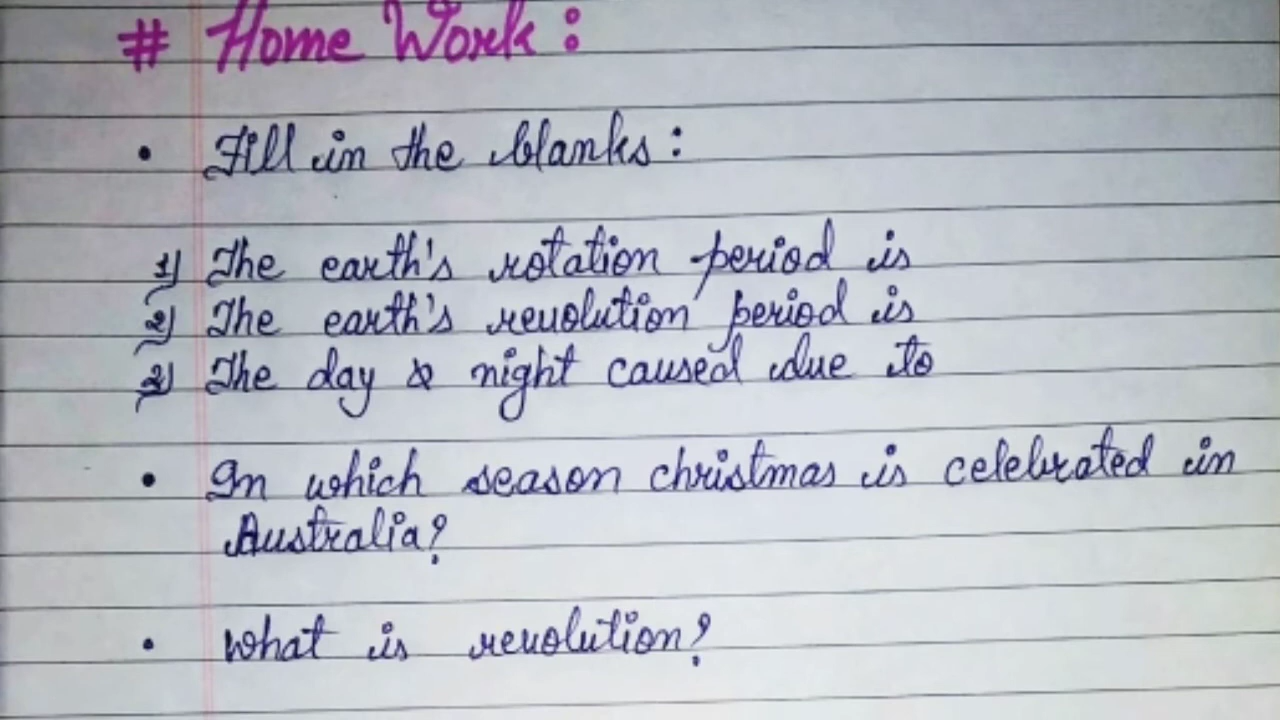 # Home Work :
• Fill in the blanks :
1) The earth's rotation period is
2) The earth's revolution period is
3) The day & night caused due to
• In which season christmas is celebrated in
Australia?
• What is revolution?